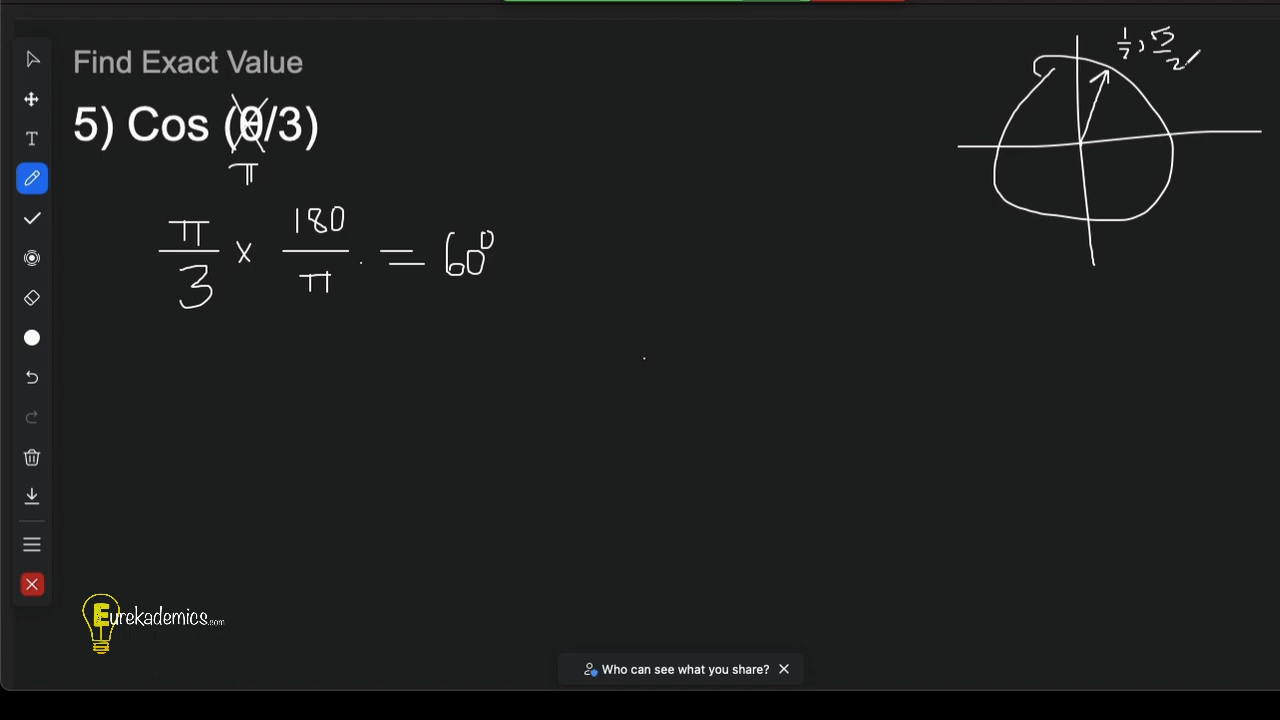 Find Exact Value
5) Cos (θ/3)
π
π/3 x 180/π = 60°
1/2, √3/2
T
Eurekademics.com
Who can see what you share?